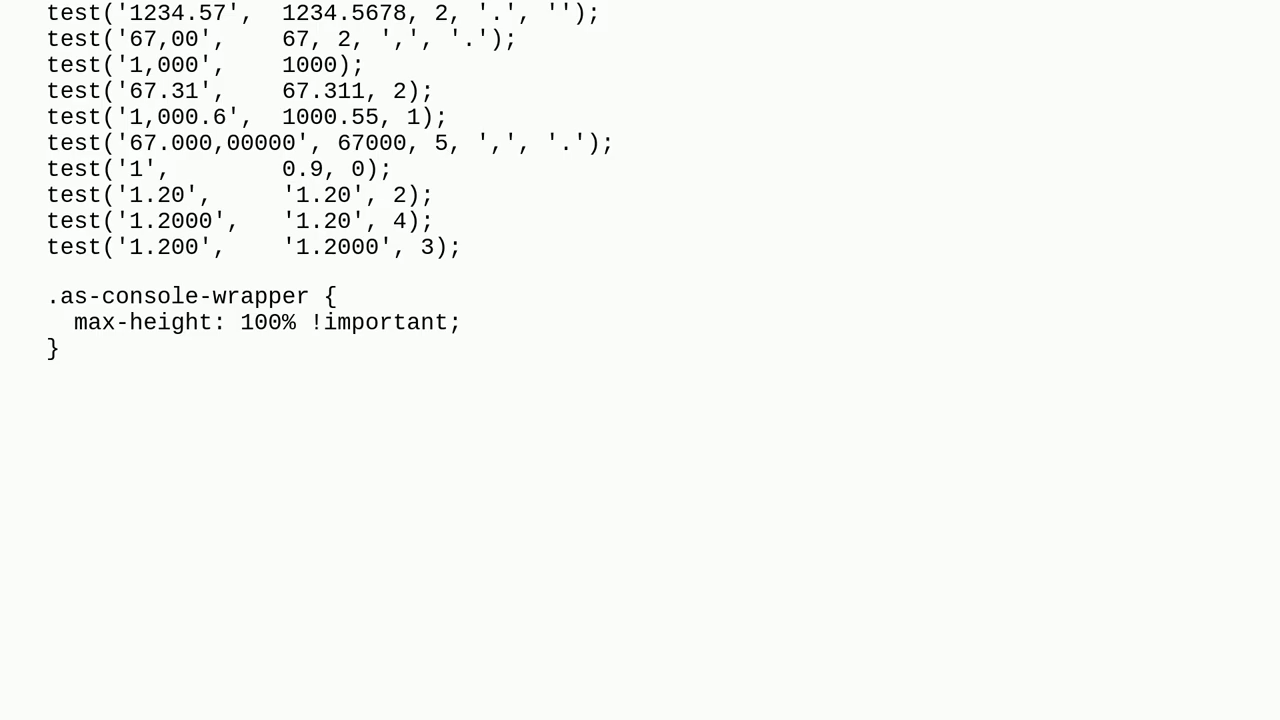 test('1234.57',  1234.5678, 2, '.', '');
test('67,00',    67, 2, ',', '.');
test('1,000',    1000);
test('67.31',    67.311, 2);
test('1,000.6',  1000.55, 1);
test('67.000,00000', 67000, 5, ',', '.');
test('1',        0.9, 0);
test('1.20',     '1.20', 2);
test('1.2000',   '1.20', 4);
test('1.200',    '1.2000', 3);

.as-console-wrapper {
  max-height: 100% !important;
}